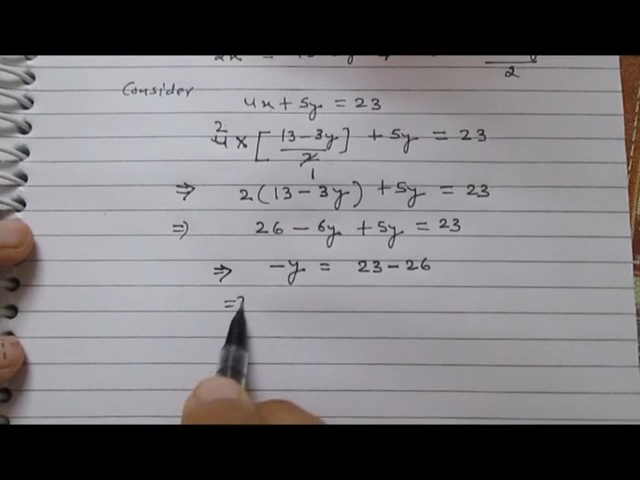 2
Consider
4x + 5y = 23
2
4 × [ 13 - 3y / 2 ] + 5y = 23
1
⇒ 2 ( 13 - 3y ) + 5y = 23
⇒ 26 - 6y + 5y = 23
⇒ -y = 23 - 26